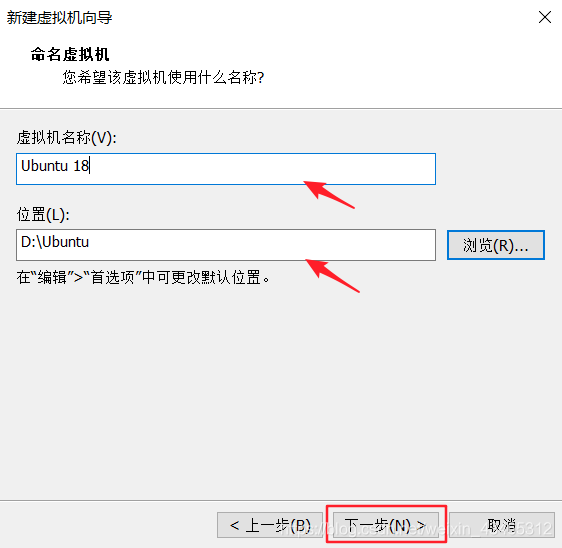 新建虚拟机向导
命名虚拟机
您希望该虚拟机使用什么名称?
虚拟机名称(V):
Ubuntu 18
位置(L):
D:\Ubuntu
浏览(R)...
在“编辑”>“首选项”中可更改默认位置。
< 上一步(B) 下一步(N) > 取消